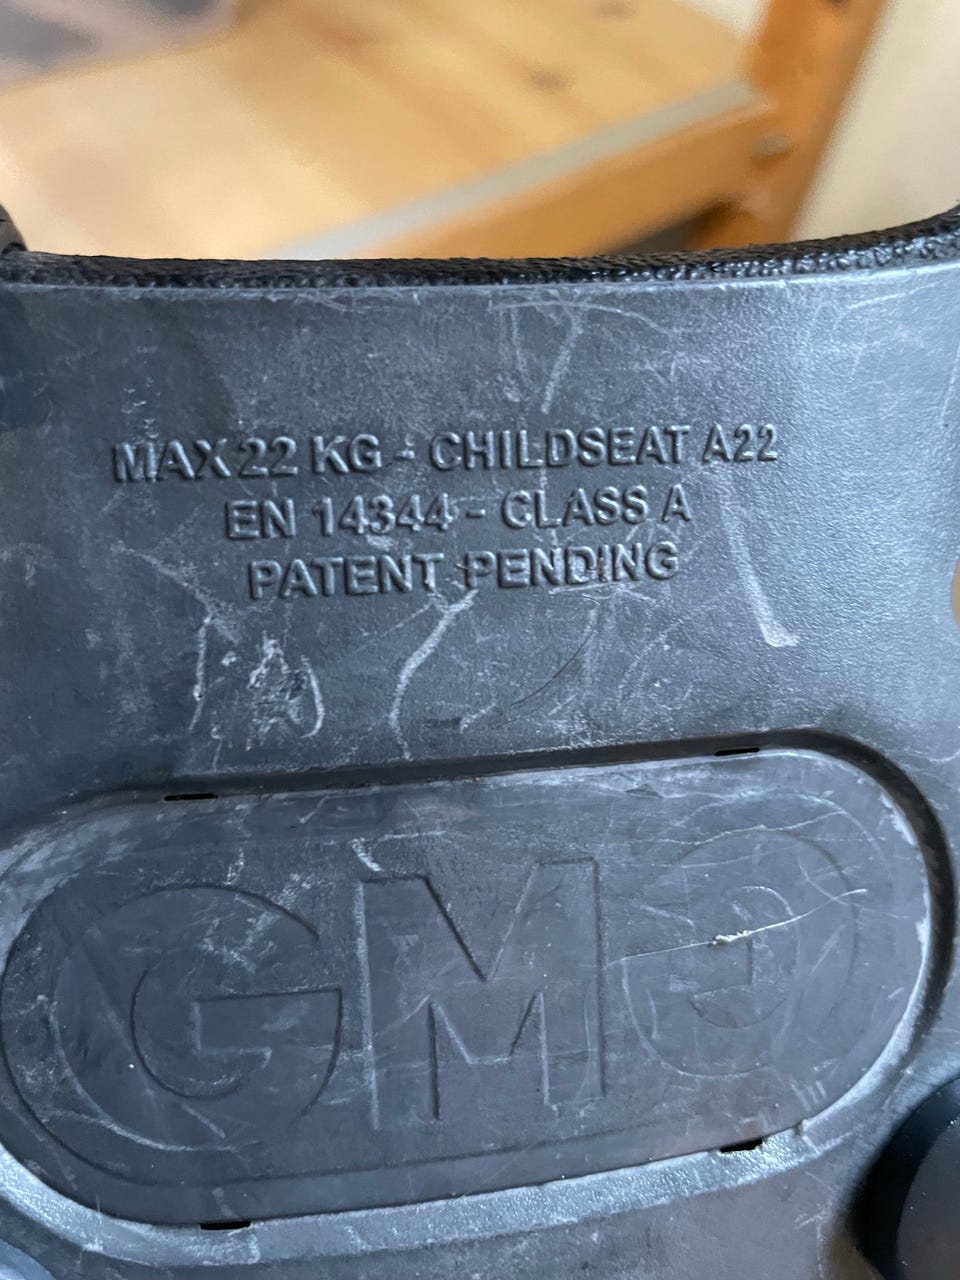 MAX 22 KG - CHILDSEAT A22
EN 14344 - CLASS A
PATENT PENDING
GMG